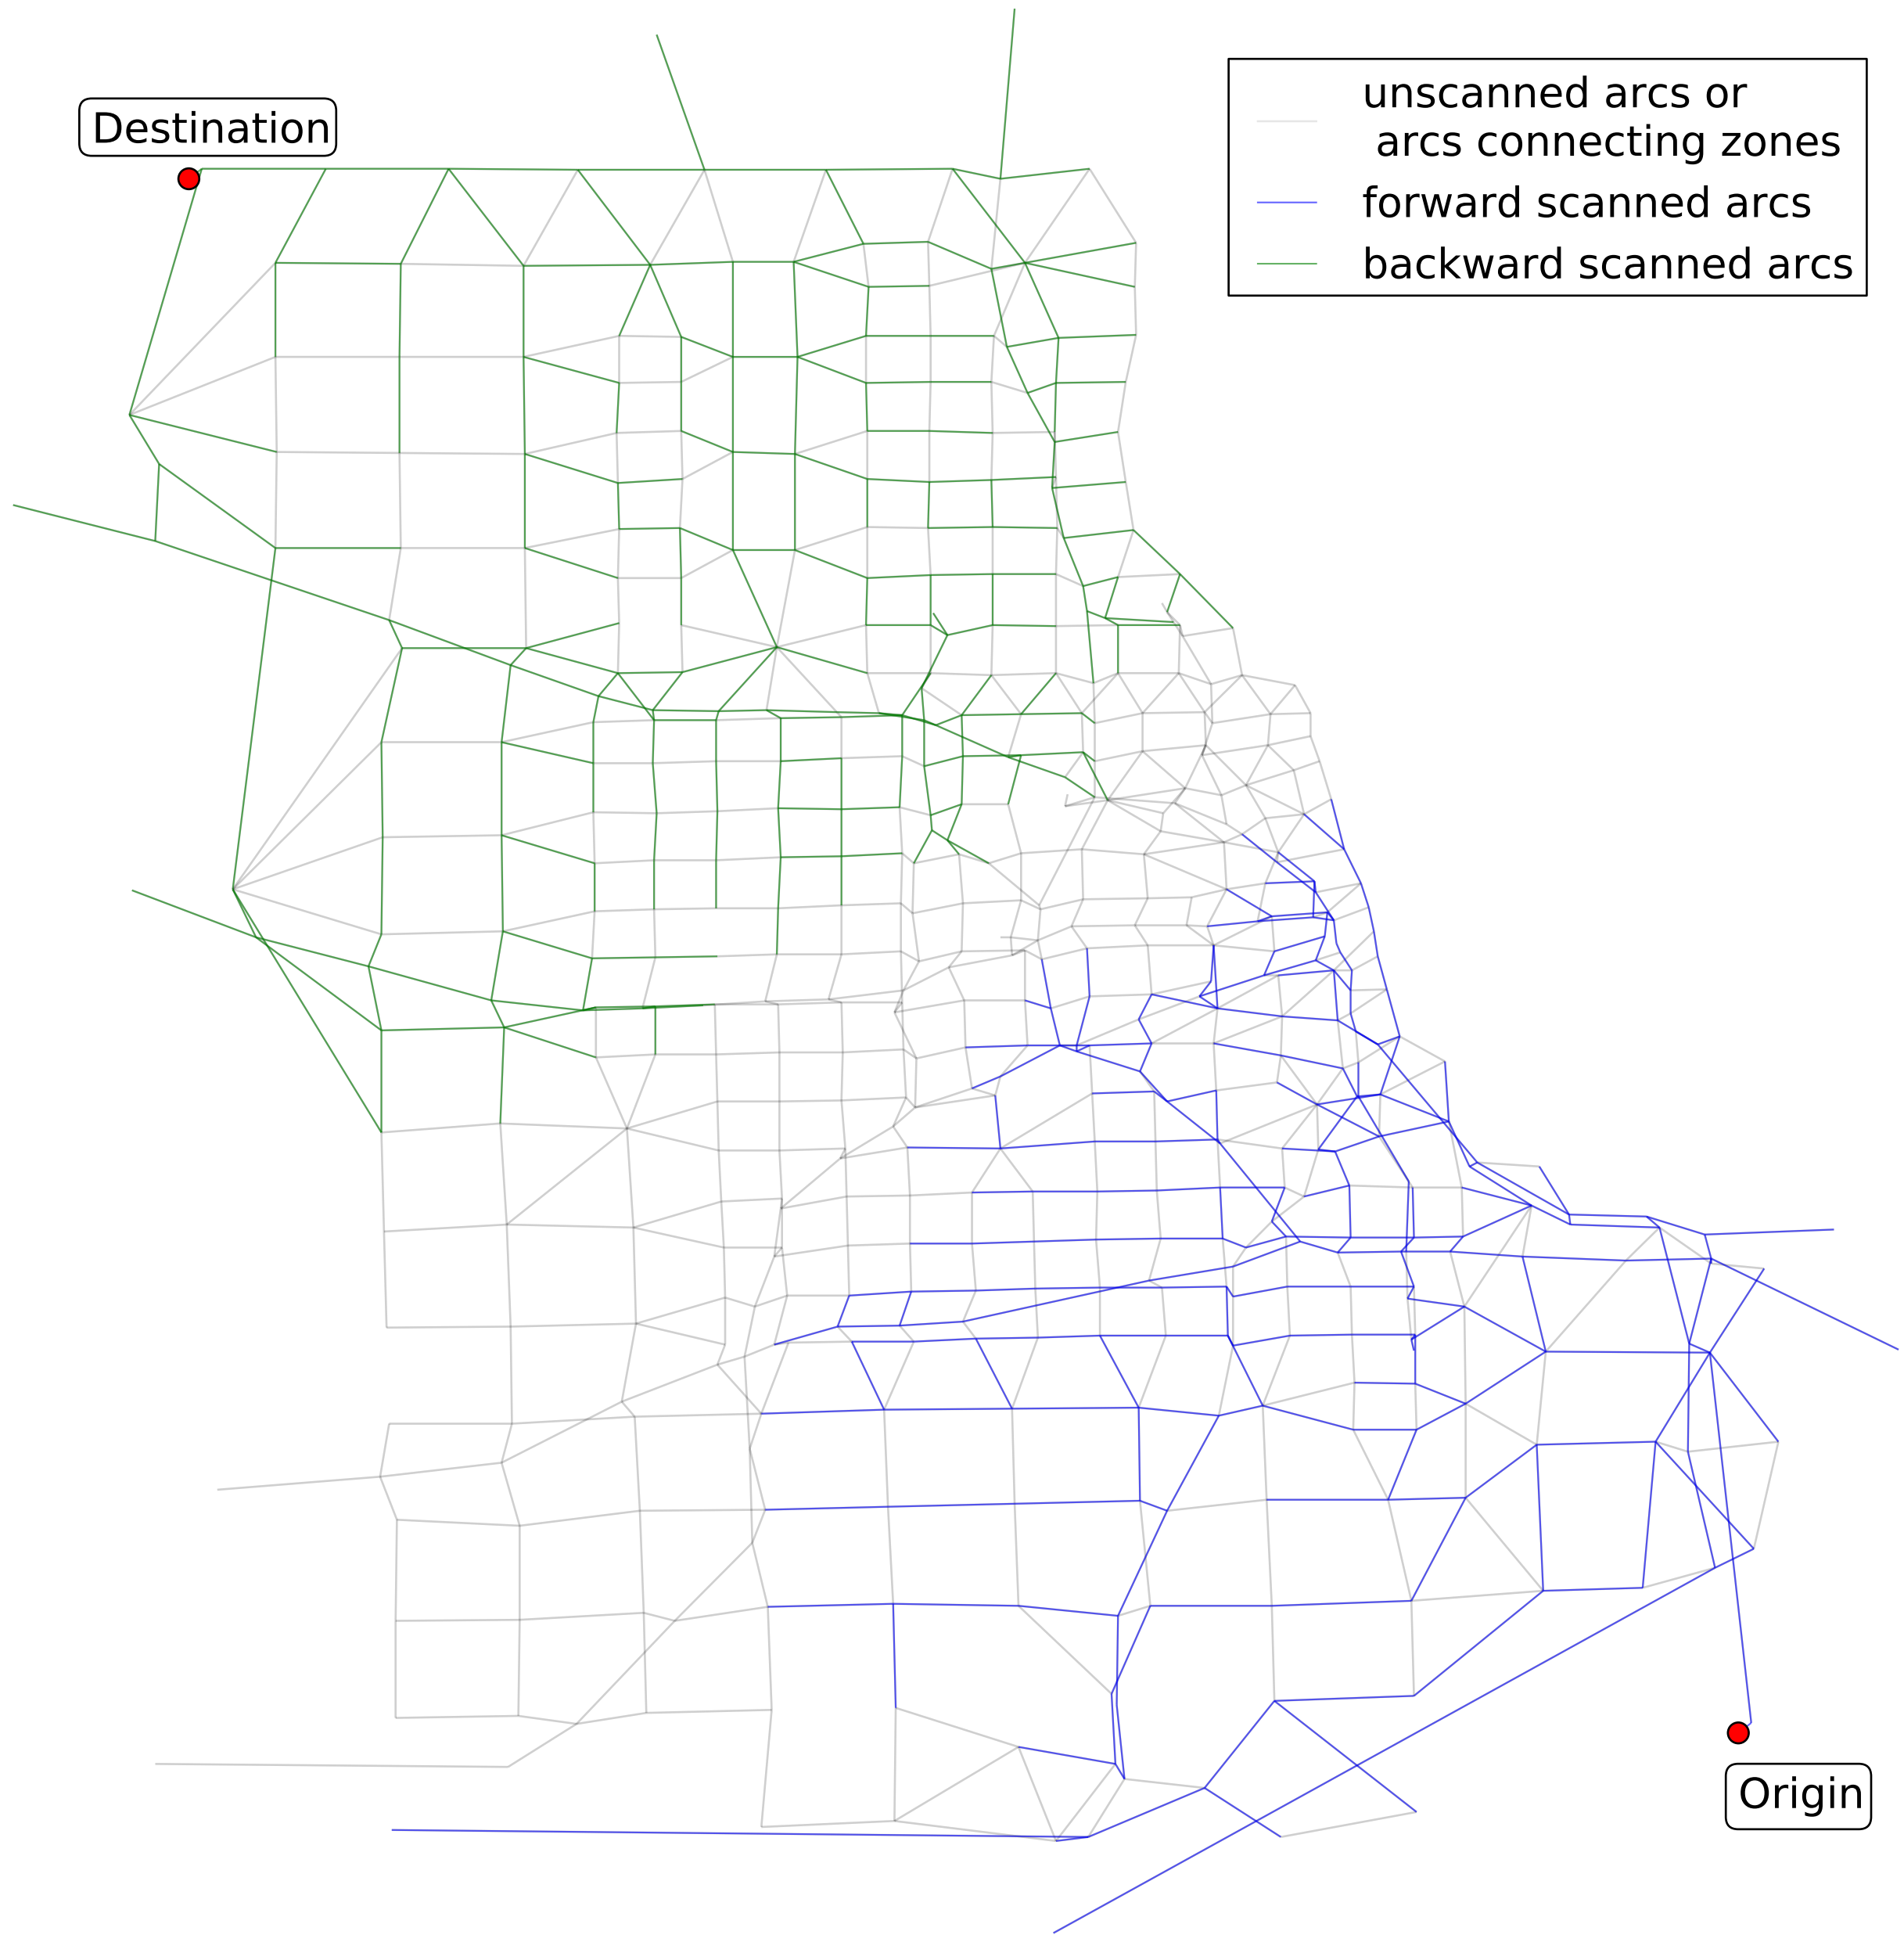 Destination
unscanned arcs or
arcs connecting zones
forward scanned arcs
backward scanned arcs
Origin